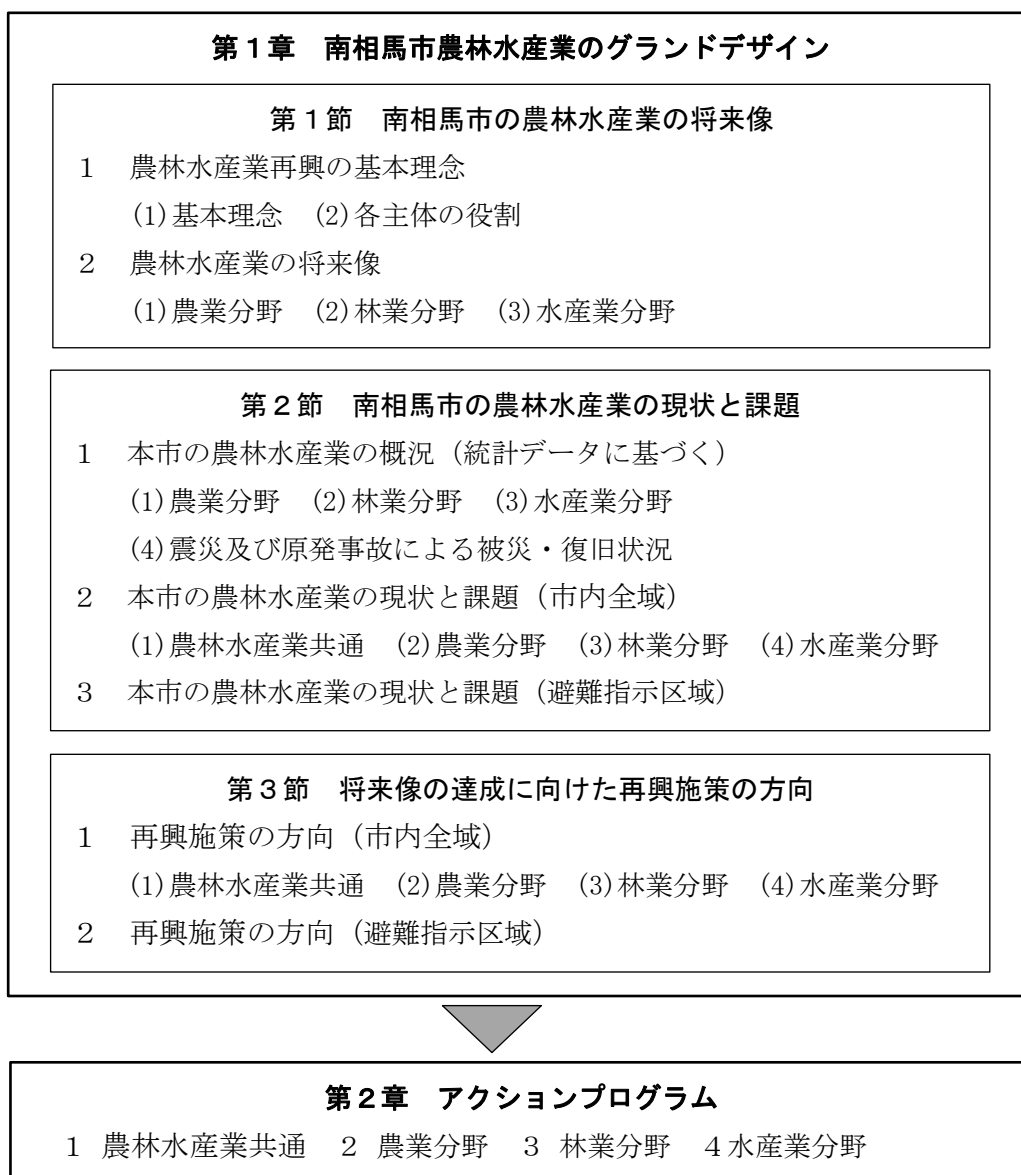 第１章　南相馬市農林水産業のグランドデザイン
第１節　南相馬市の農林水産業の将来像
１　農林水産業再興の基本理念
(1)基本理念　(2)各主体の役割
２　農林水産業の将来像
(1)農業分野　(2)林業分野　(3)水産業分野
第２節　南相馬市の農林水産業の現状と課題
１　本市の農林水産業の概況（統計データに基づく）
(1)農業分野　(2)林業分野　(3)水産業分野
(4)震災及び原発事故による被災・復旧状況
２　本市の農林水産業の現状と課題（市内全域）
(1)農林水産業共通　(2)農業分野　(3)林業分野　(4)水産業分野
３　本市の農林水産業の現状と課題（避難指示区域）
第３節　将来像の達成に向けた再興施策の方向
１　再興施策の方向（市内全域）
(1)農林水産業共通　(2)農業分野　(3)林業分野　(4)水産業分野
２　再興施策の方向（避難指示区域）
第２章　アクションプログラム
１ 農林水産業共通　２ 農業分野　３ 林業分野　４水産業分野